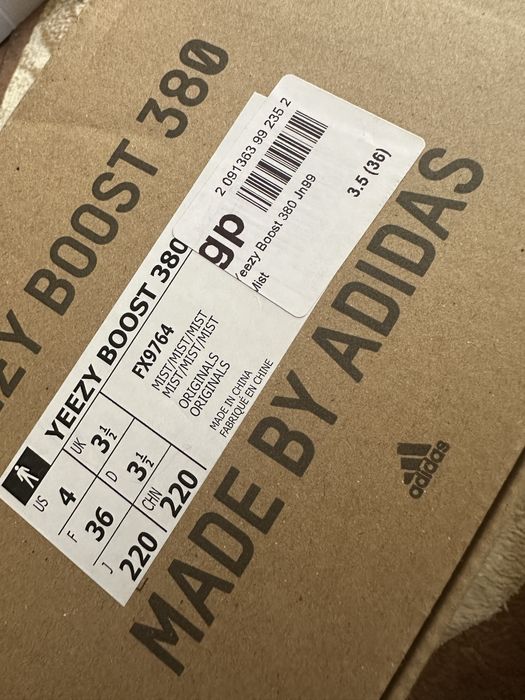 YEEZY BOOST 380
YEEZY BOOST 380
FX9764
MIST/MIST/MIST
MIST/MIST/MIST
ORIGINALS
ORIGINALS
MADE IN CHINA
FABRIQUÉ EN CHINE
US
4
UK
3½
F
36
D
3½
J
220
CHN
220
2 091363 99 235 2
gp
Yeezy Boost 380 Jn99
Mist
3.5 (36)
MADE BY ADIDAS
adidas